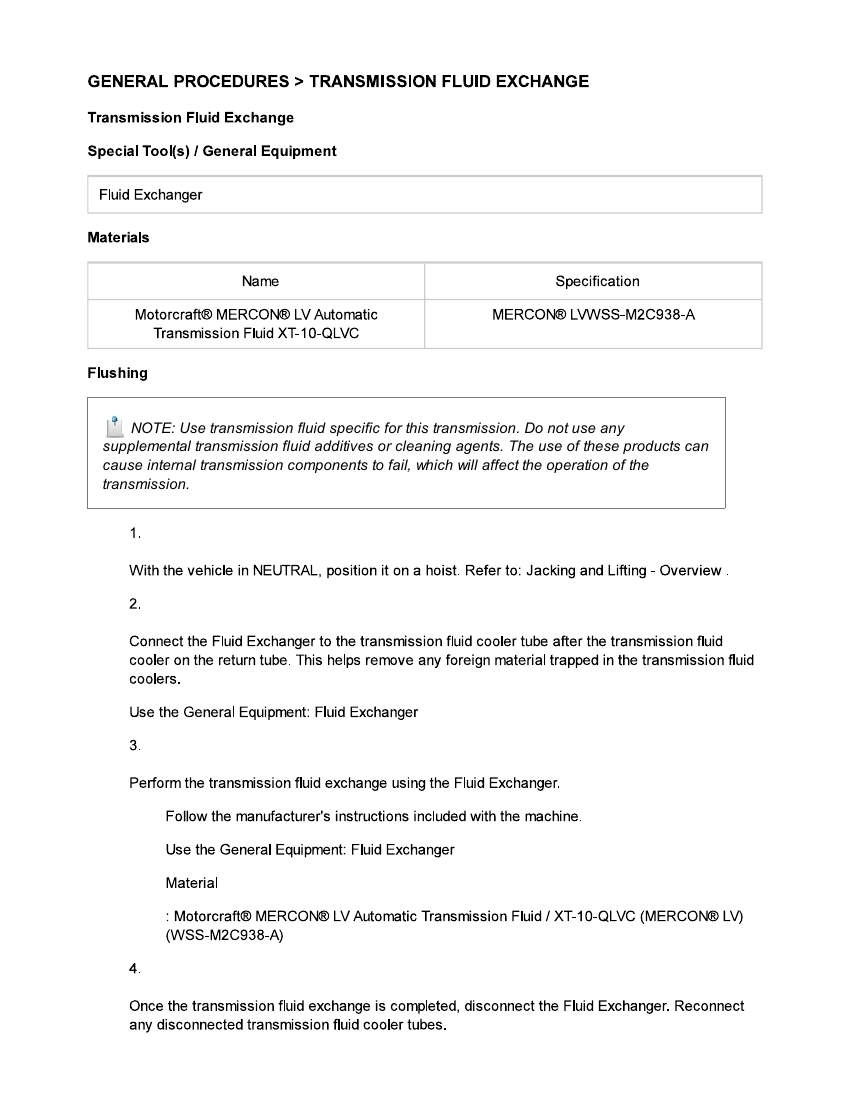 GENERAL PROCEDURES > TRANSMISSION FLUID EXCHANGE
Transmission Fluid Exchange
Special Tool(s) / General Equipment
Fluid Exchanger
Materials
Name
Specification
Motorcraft® MERCON® LV Automatic
Transmission Fluid XT-10-QLVC
MERCON® LVWSS-M2C938-A
Flushing
NOTE: Use transmission fluid specific for this transmission. Do not use any
supplemental transmission fluid additives or cleaning agents. The use of these products can
cause internal transmission components to fail, which will affect the operation of the
transmission.
1.
With the vehicle in NEUTRAL, position it on a hoist. Refer to: Jacking and Lifting - Overview .
2.
Connect the Fluid Exchanger to the transmission fluid cooler tube after the transmission fluid
cooler on the return tube. This helps remove any foreign material trapped in the transmission fluid
coolers.
Use the General Equipment: Fluid Exchanger
3.
Perform the transmission fluid exchange using the Fluid Exchanger.
Follow the manufacturer's instructions included with the machine.
Use the General Equipment: Fluid Exchanger
Material
: Motorcraft® MERCON® LV Automatic Transmission Fluid / XT-10-QLVC (MERCON® LV)
(WSS-M2C938-A)
4.
Once the transmission fluid exchange is completed, disconnect the Fluid Exchanger. Reconnect
any disconnected transmission fluid cooler tubes.